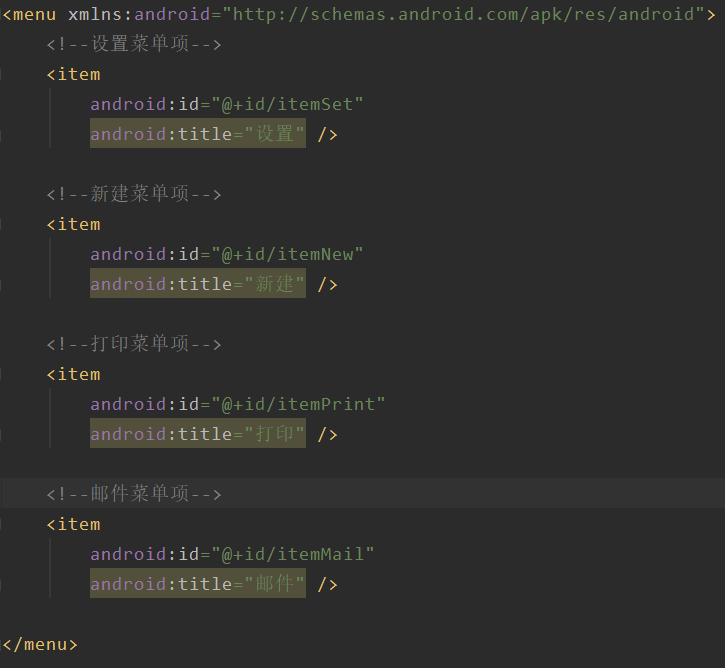 <menu xmlns:android="http://schemas.android.com/apk/res/android">
<!--设置菜单项-->
<item
android:id="@+id/itemSet"
android:title="设置" />
<!--新建菜单项-->
<item
android:id="@+id/itemNew"
android:title="新建" />
<!--打印菜单项-->
<item
android:id="@+id/itemPrint"
android:title="打印" />
<!--邮件菜单项-->
<item
android:id="@+id/itemMail"
android:title="邮件" />
</menu>